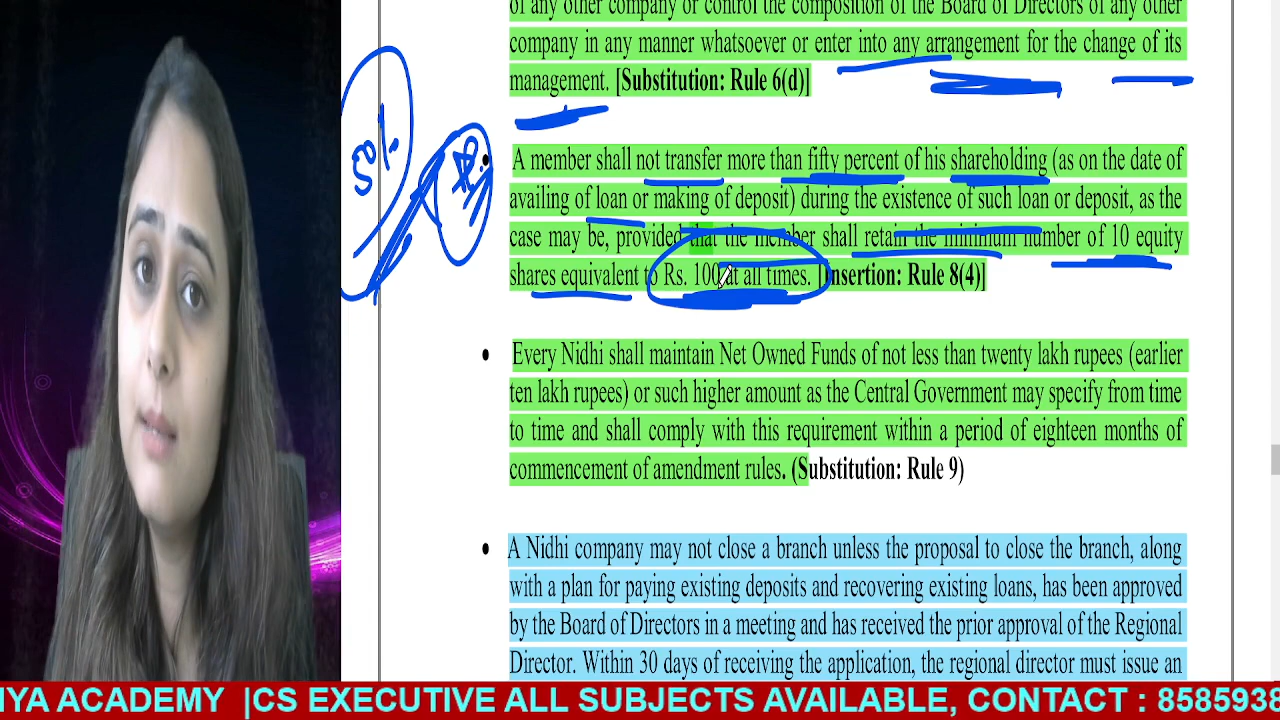 of any other company or control the composition of the Board of Directors of any other
company in any manner whatsoever or enter into any arrangement for the change of its
management. [Substitution: Rule 6(d)]
50%
A member shall not transfer more than fifty percent of his shareholding (as on the date of
availing of loan or making of deposit) during the existence of such loan or deposit, as the
case may be, provided that the member shall retain the minimum number of 10 equity
shares equivalent to Rs. 100 at all times. [Insertion: Rule 8(4)]
• Every Nidhi shall maintain Net Owned Funds of not less than twenty lakh rupees (earlier
ten lakh rupees) or such higher amount as the Central Government may specify from time
to time and shall comply with this requirement within a period of eighteen months of
commencement of amendment rules. (Substitution: Rule 9)
• A Nidhi company may not close a branch unless the proposal to close the branch, along
with a plan for paying existing deposits and recovering existing loans, has been approved
by the Board of Directors in a meeting and has received the prior approval of the Regional
Director. Within 30 days of receiving the application, the regional director must issue an
IYA ACADEMY |CS EXECUTIVE ALL SUBJECTS AVAILABLE, CONTACT : 8585938